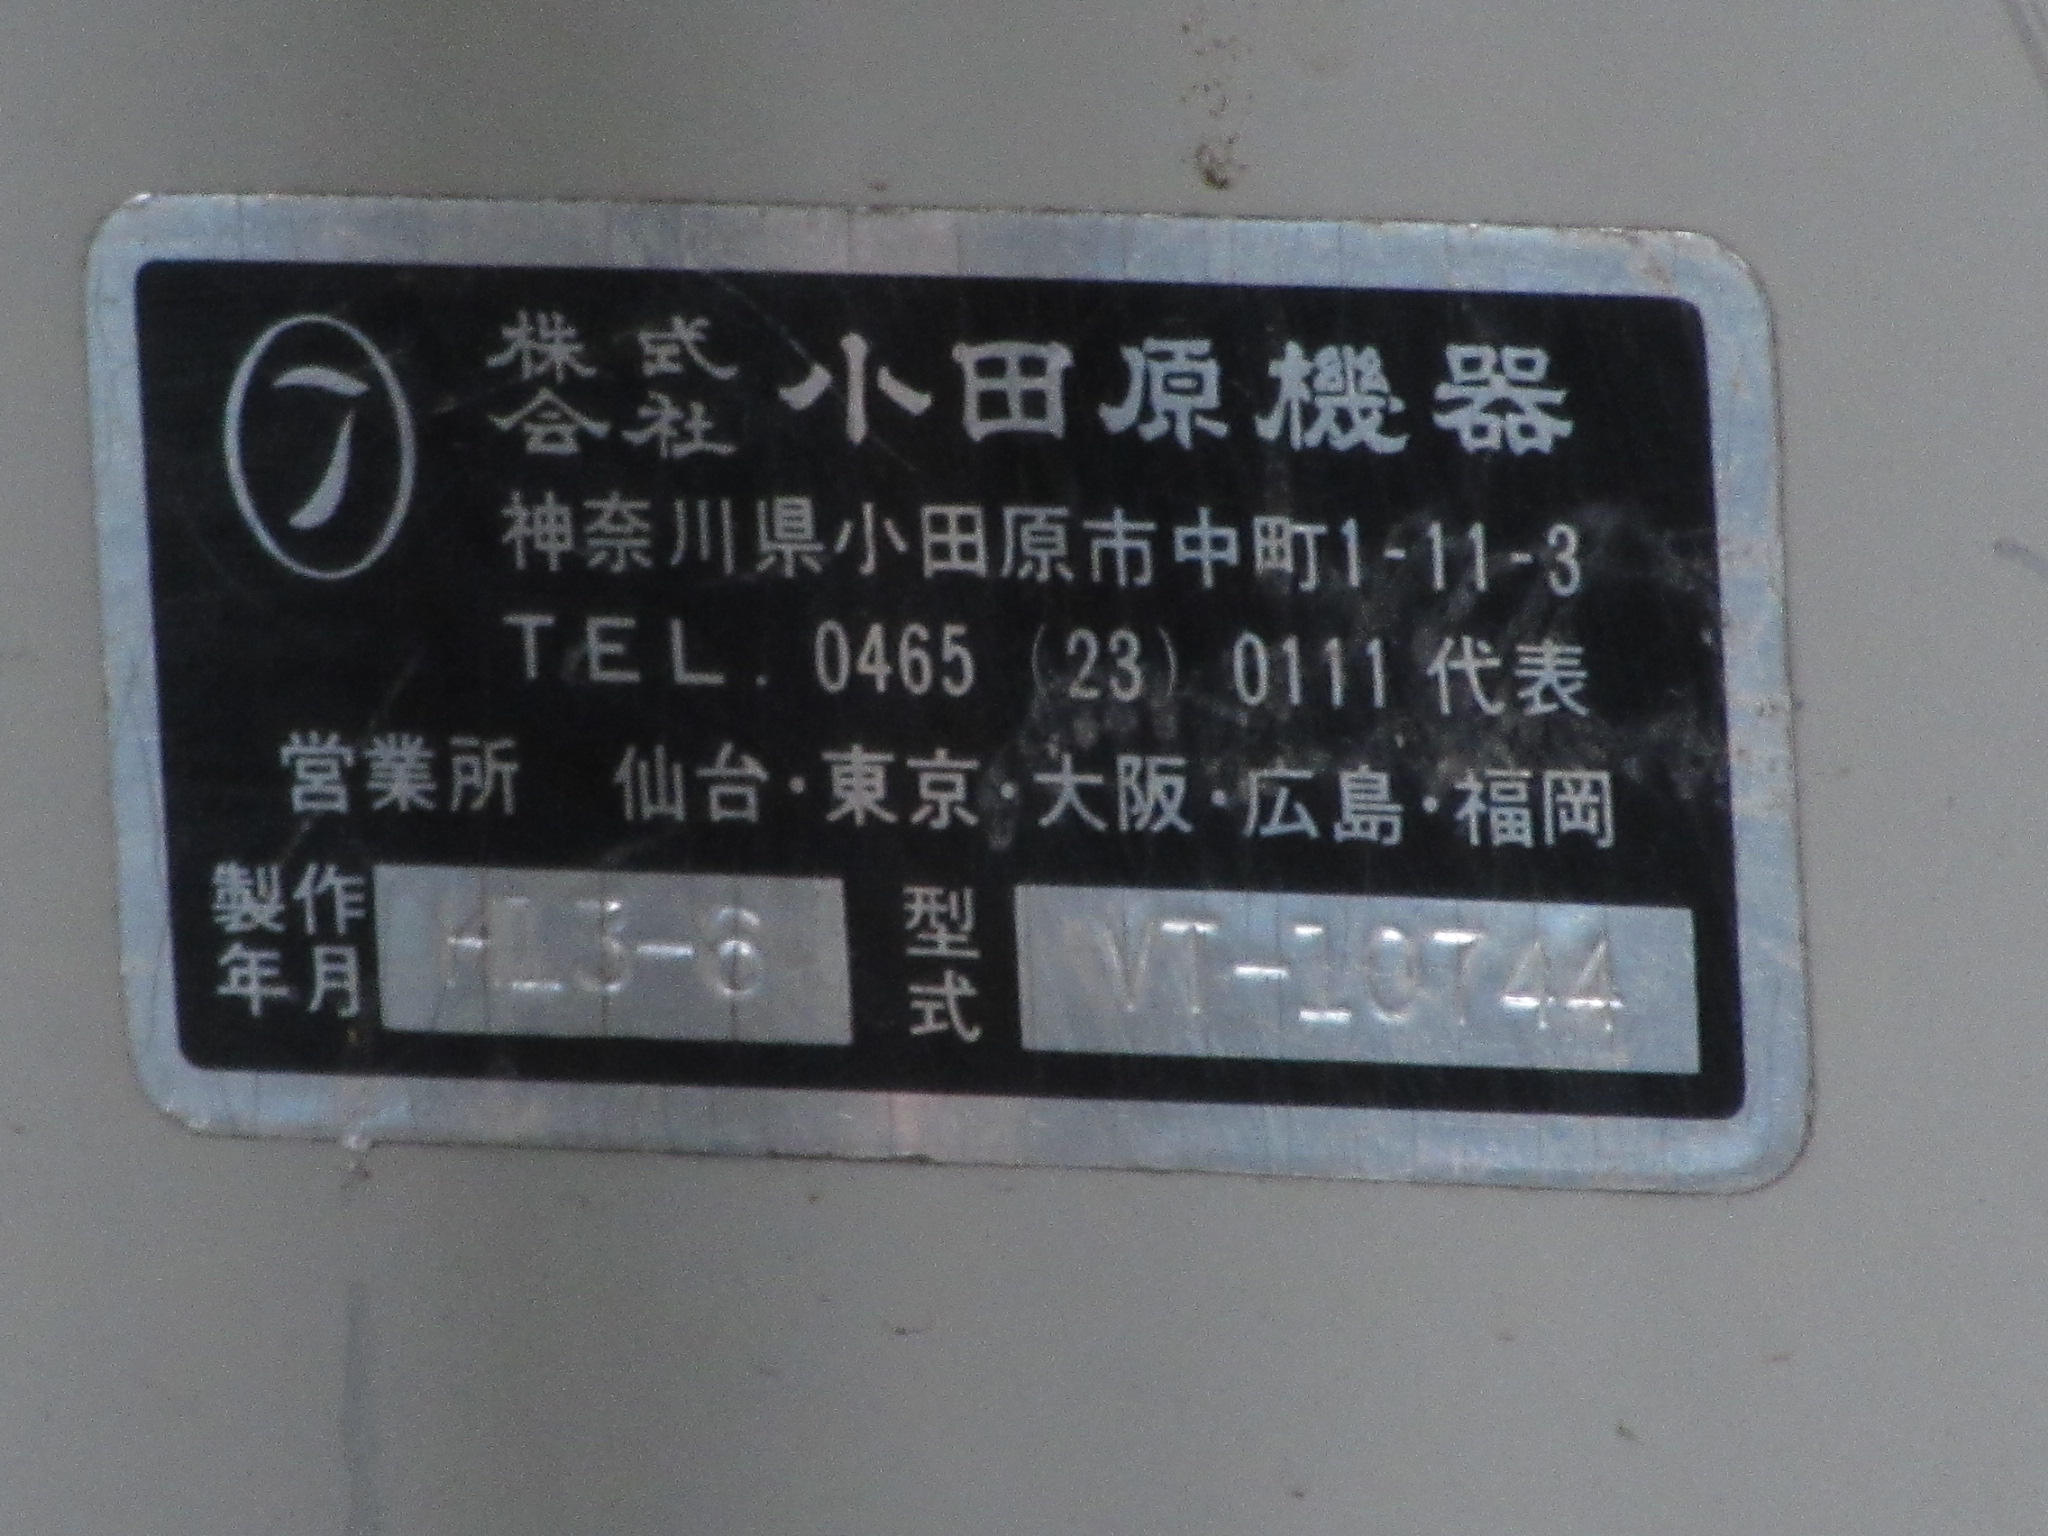 株式会社 小田原機器
神奈川県小田原市中町1-11-3
TEL. 0465 (23) 0111 代表
営業所 仙台・東京・大阪・広島・福岡
製作年月 H13-6 型式 VT-10744